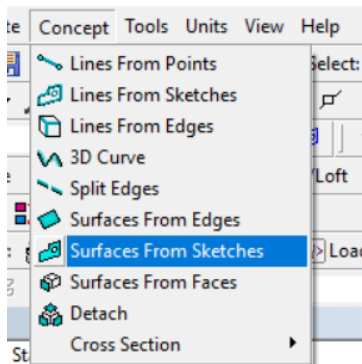 te Concept Tools Units View Help
Lines From Points
elect:
Lines From Sketches
Lines From Edges
3D Curve
/Loft
Split Edges
Surfaces From Edges
Surfaces From Sketches
Load
Surfaces From Faces
Detach
Cross Section
St